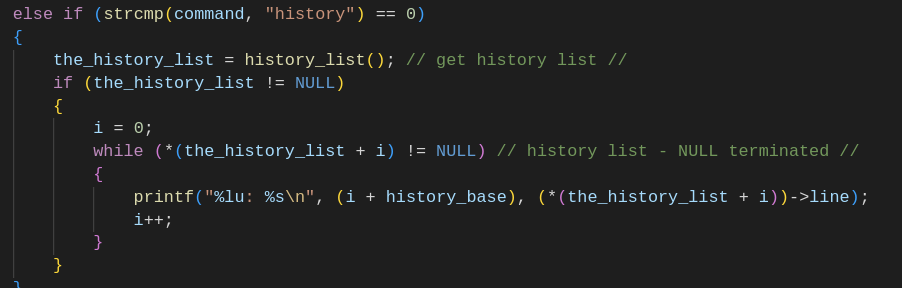 else if (strcmp(command, "history") == 0)
{
    the_history_list = history_list(); // get history list //
    if (the_history_list != NULL)
    {
        i = 0;
        while (*(the_history_list + i) != NULL) // history list - NULL terminated //
        {
            printf("%lu: %s\n", (i + history_base), (*(the_history_list + i))->line);
            i++;
        }
    }
}